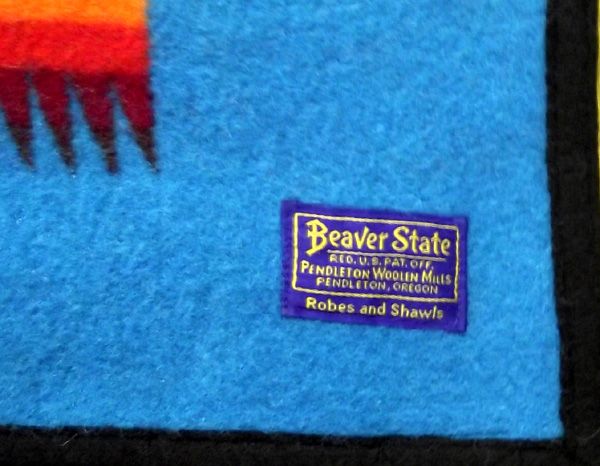 Beaver State
REG. U.S. PAT. OFF.
PENDLETON WOOLEN MILLS
PENDLETON, OREGON
Robes and Shawls